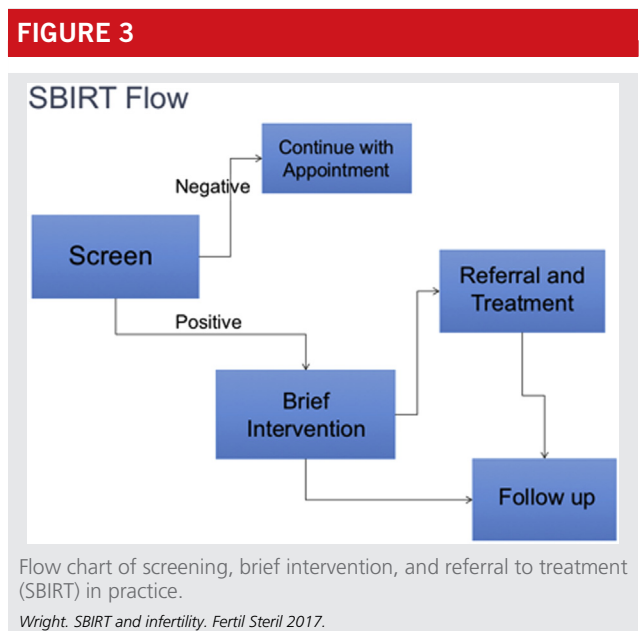 FIGURE 3
SBIRT Flow
Continue with
Appointment
Negative
Screen
Referral and
Treatment
Positive
Brief
Intervention
Follow up
Flow chart of screening, brief intervention, and referral to treatment
(SBIRT) in practice.
Wright. SBIRT and infertility. Fertil Steril 2017.